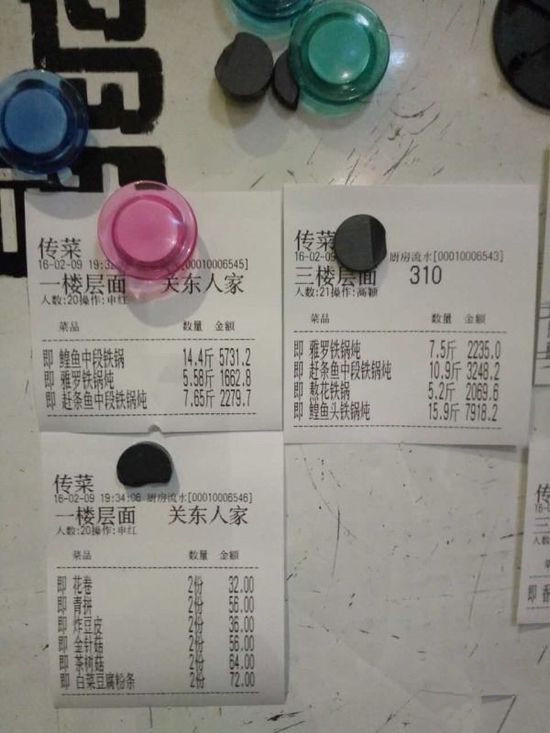 传菜
16-02-09 19:3
[00010006545]
一楼层面 关东人家
人数:20操作:申红
菜品 数量 金额
即 鳇鱼中段铁锅 14.4斤 5731.2
即 雅罗铁锅炖 5.58斤 1662.8
即 赶条鱼中段铁锅炖 7.65斤 2279.7
传菜
16-02-09 厨房流水[00010006543]
三楼层面 310
人数:21操作:高颖
菜品 数量 金额
即 雅罗铁锅炖 7.5斤 2235.0
即 赶条鱼中段铁锅炖 10.9斤 3248.2
即 敖花铁锅 5.2斤 2069.6
即 鳇鱼头铁锅炖 15.9斤 7918.2
传菜
16-02-09 19:34:06 厨房流水[00010006546]
一楼层面 关东人家
人数:20操作:申红
菜品 数量 金额
即 花卷 2份 32.00
即 青拼 2份 56.00
即 炸豆皮 2份 36.00
即 金针菇 2份 56.00
即 茶树菇 2份 64.00
即 白菜豆腐粉条 2份 72.00
传
16-0
人数
即 香